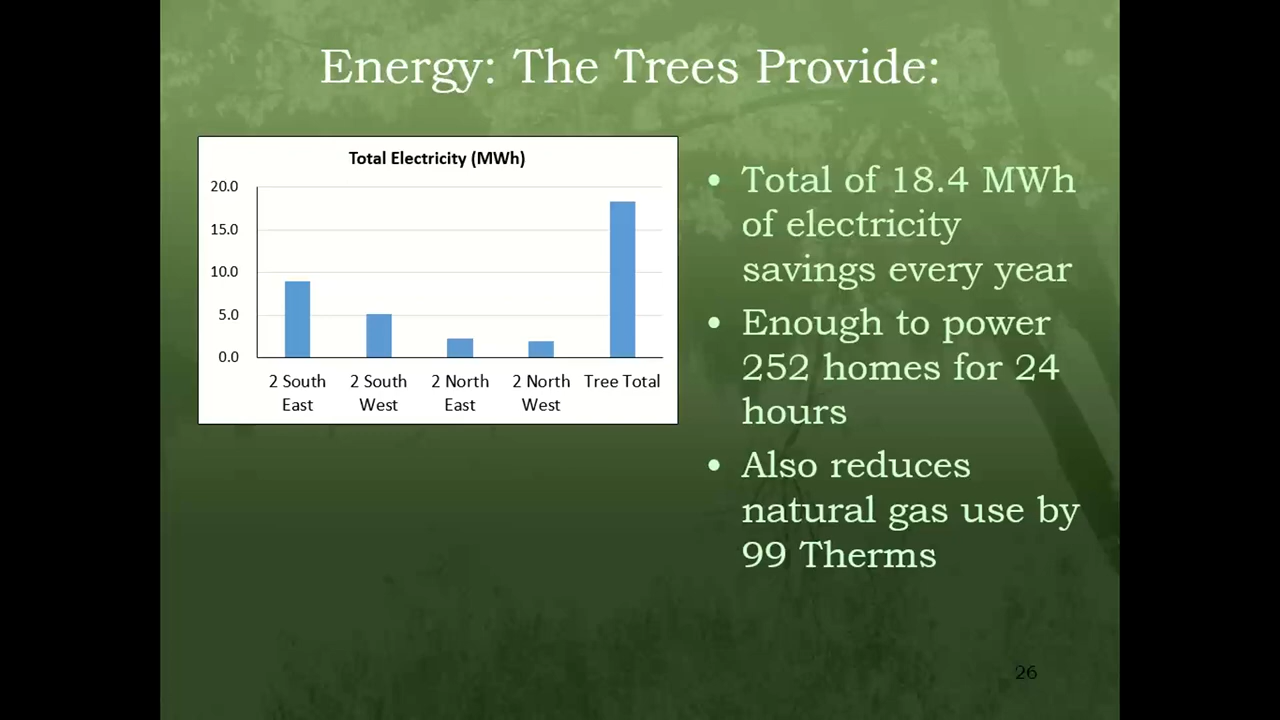 Energy: The Trees Provide:
Total Electricity (MWh)
20.0
15.0
10.0
5.0
0.0
2 South East
2 South West
2 North East
2 North West
Tree Total
• Total of 18.4 MWh
of electricity
savings every year
• Enough to power
252 homes for 24
hours
• Also reduces
natural gas use by
99 Therms
26